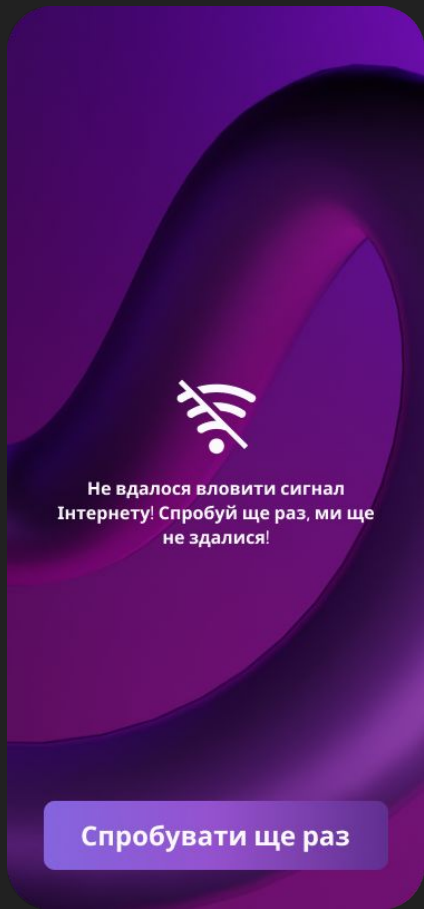 Не вдалося вловити сигнал
Інтернету! Спробуй ще раз, ми ще
не здалися!
Спробувати ще раз